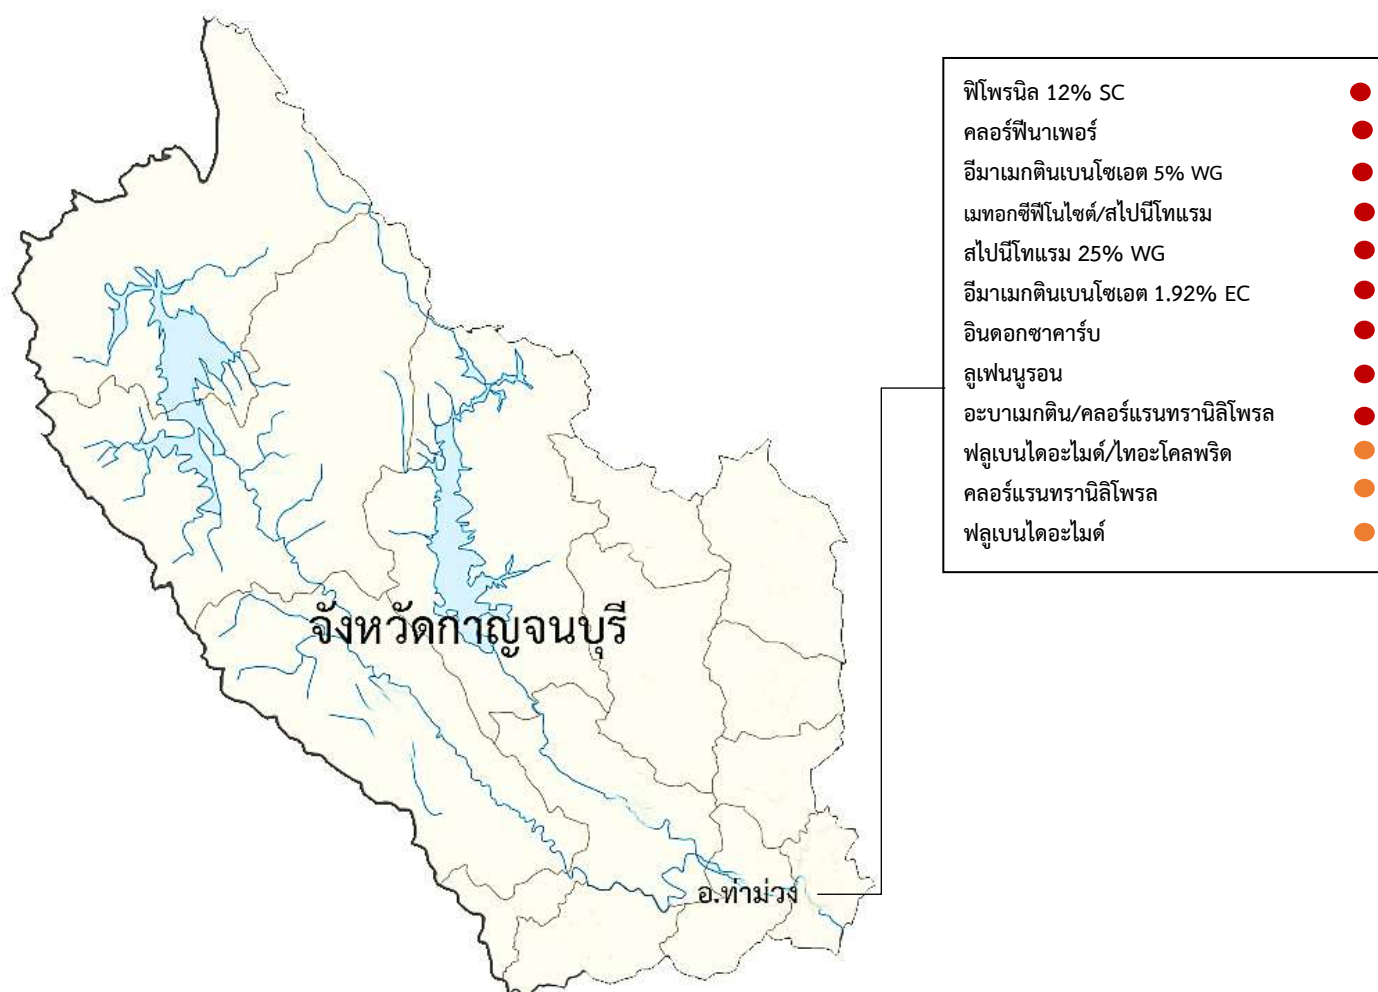 ฟิโพรนิล 12% SC
คลอร์ฟีนาเพอร์
อีมาเมกตินเบนโซเอต 5% WG
เมทอกซีฟีโนไซด์/สไปนีโทแรม
สไปนีโทแรม 25% WG
อีมาเมกตินเบนโซเอต 1.92% EC
อินดอกซาคาร์บ
ลูเฟนนูรอน
อะบาเมกติน/คลอร์แรนทรานิลิโพรล
ฟลูเบนไดอะไมด์/ไทอะโคลพริด
คลอร์แรนทรานิลิโพรล
ฟลูเบนไดอะไมด์
จังหวัดกาญจนบุรี
อ.ท่าม่วง